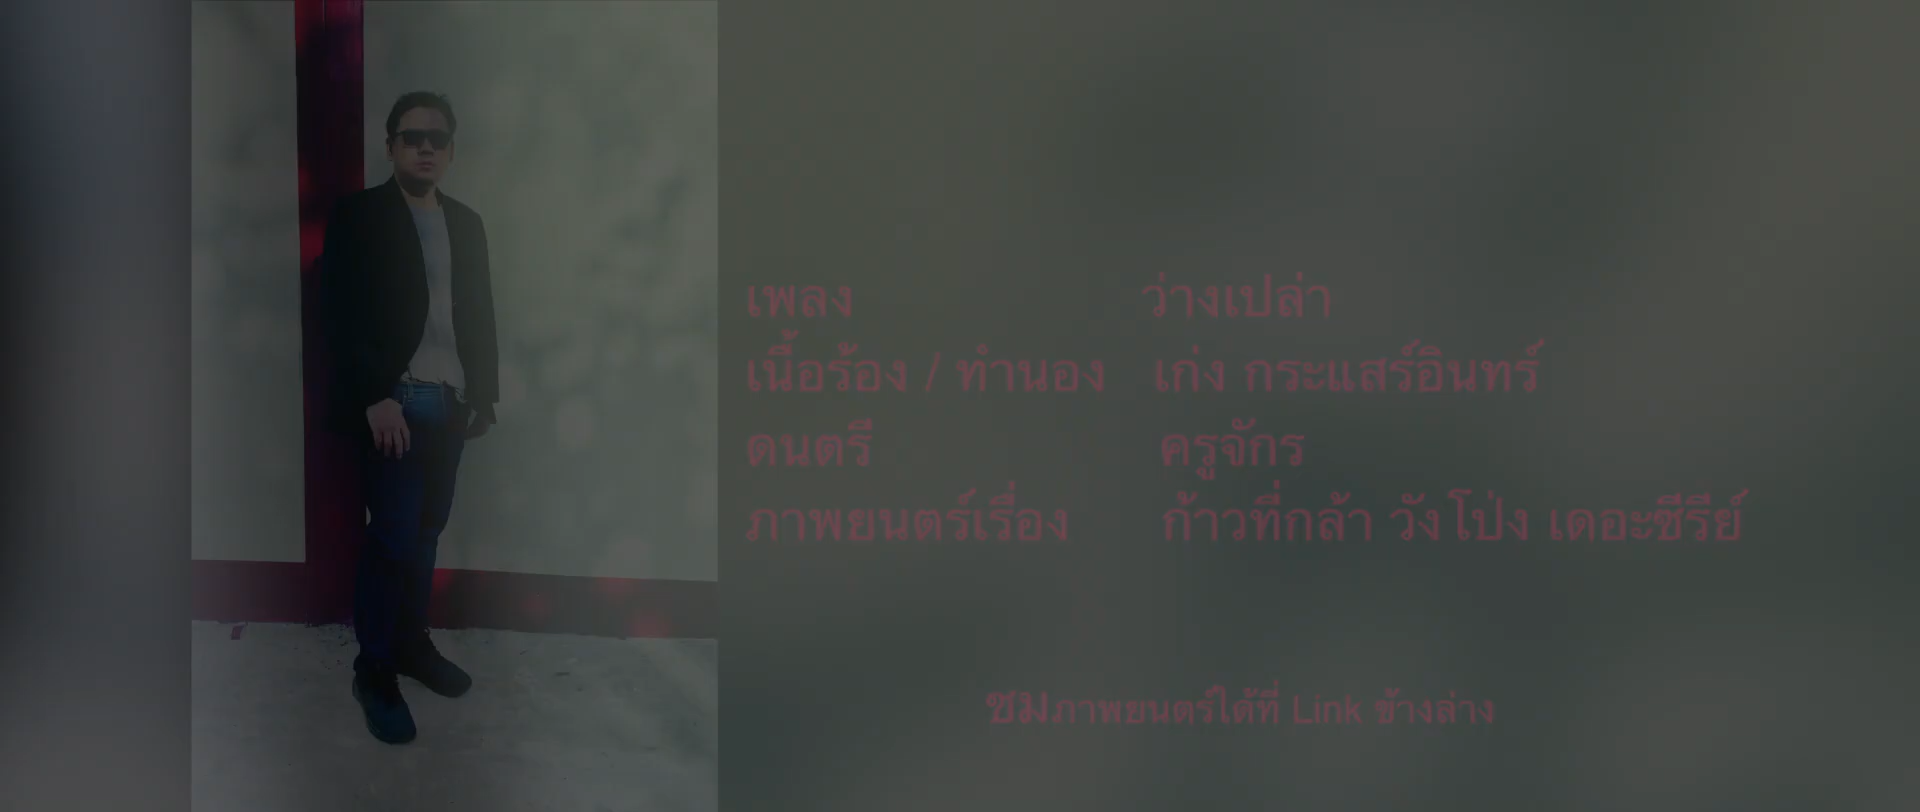 เพลง ว่างเปล่า
เนื้อร้อง / ทำนอง เก่ง กระแสร์อินทร์
ดนตรี ครูจักร
ภาพยนตร์เรื่อง ก้าวที่กล้า วังโป่ง เดอะซีรีย์
ชมภาพยนตร์ได้ที่ Link ข้างล่าง